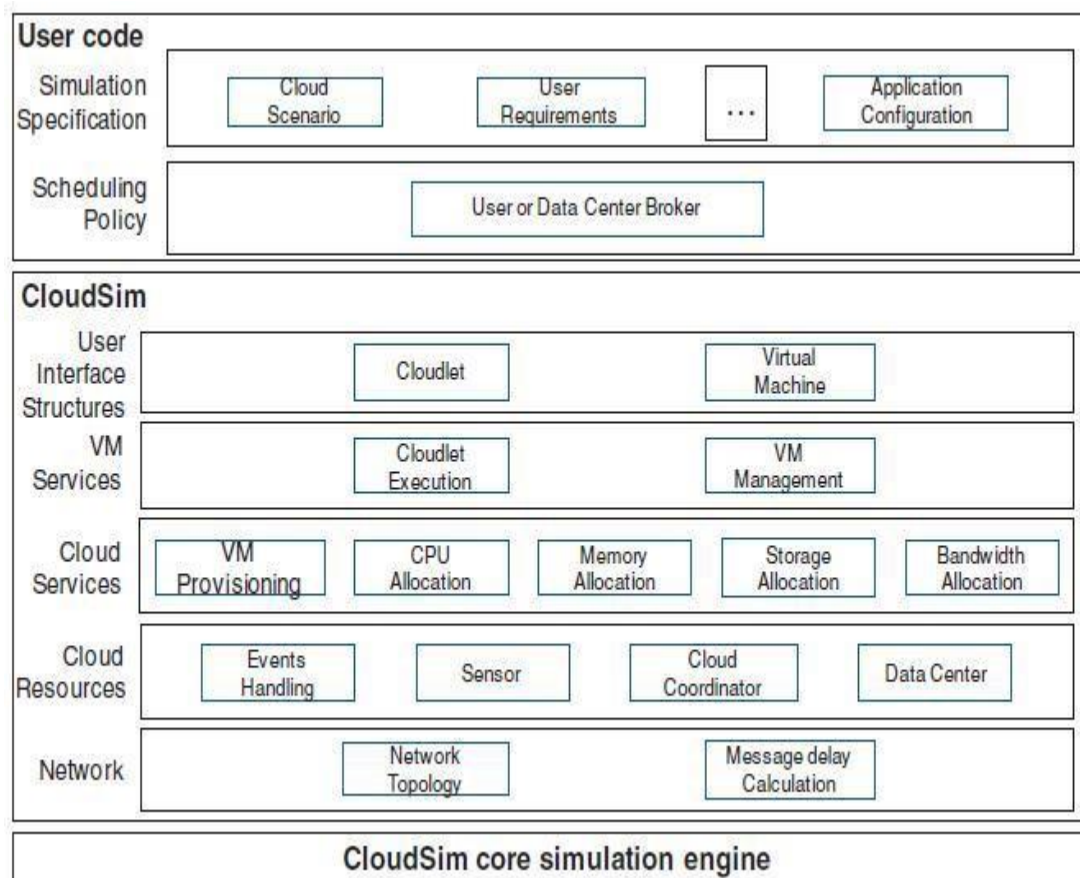 User code
Simulation
Specification
Cloud
Scenario
User
Requirements
...
Application
Configuration
Scheduling
Policy
User or Data Center Broker
CloudSim
User
Interface
Structures
Cloudlet
Virtual
Machine
VM
Services
Cloudlet
Execution
VM
Management
Cloud
Services
VM
Provisioning
CPU
Allocation
Memory
Allocation
Storage
Allocation
Bandwidth
Allocation
Cloud
Resources
Events
Handling
Sensor
Cloud
Coordinator
Data Center
Network
Network
Topology
Message delay
Calculation
CloudSim core simulation engine